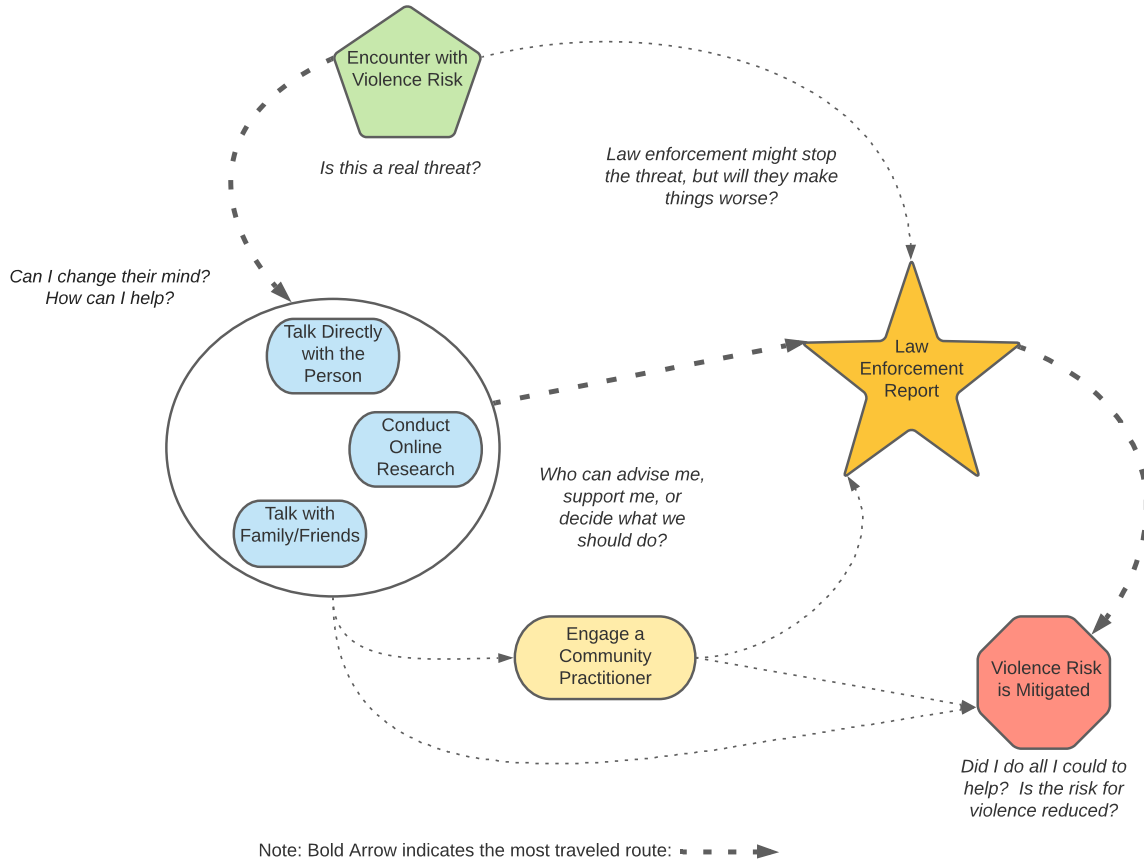 Encounter with
Violence Risk
Is this a real threat?
Law enforcement might stop
the threat, but will they make
things worse?
Can I change their mind?
How can I help?
Talk Directly
with the
Person
Conduct
Online
Research
Talk with
Family/Friends
Law
Enforcement
Report
Who can advise me,
support me, or
decide what we
should do?
Engage a
Community
Practitioner
Violence Risk
is Mitigated
Did I do all I could to
help?  Is the risk for
violence reduced?
Note: Bold Arrow indicates the most traveled route: